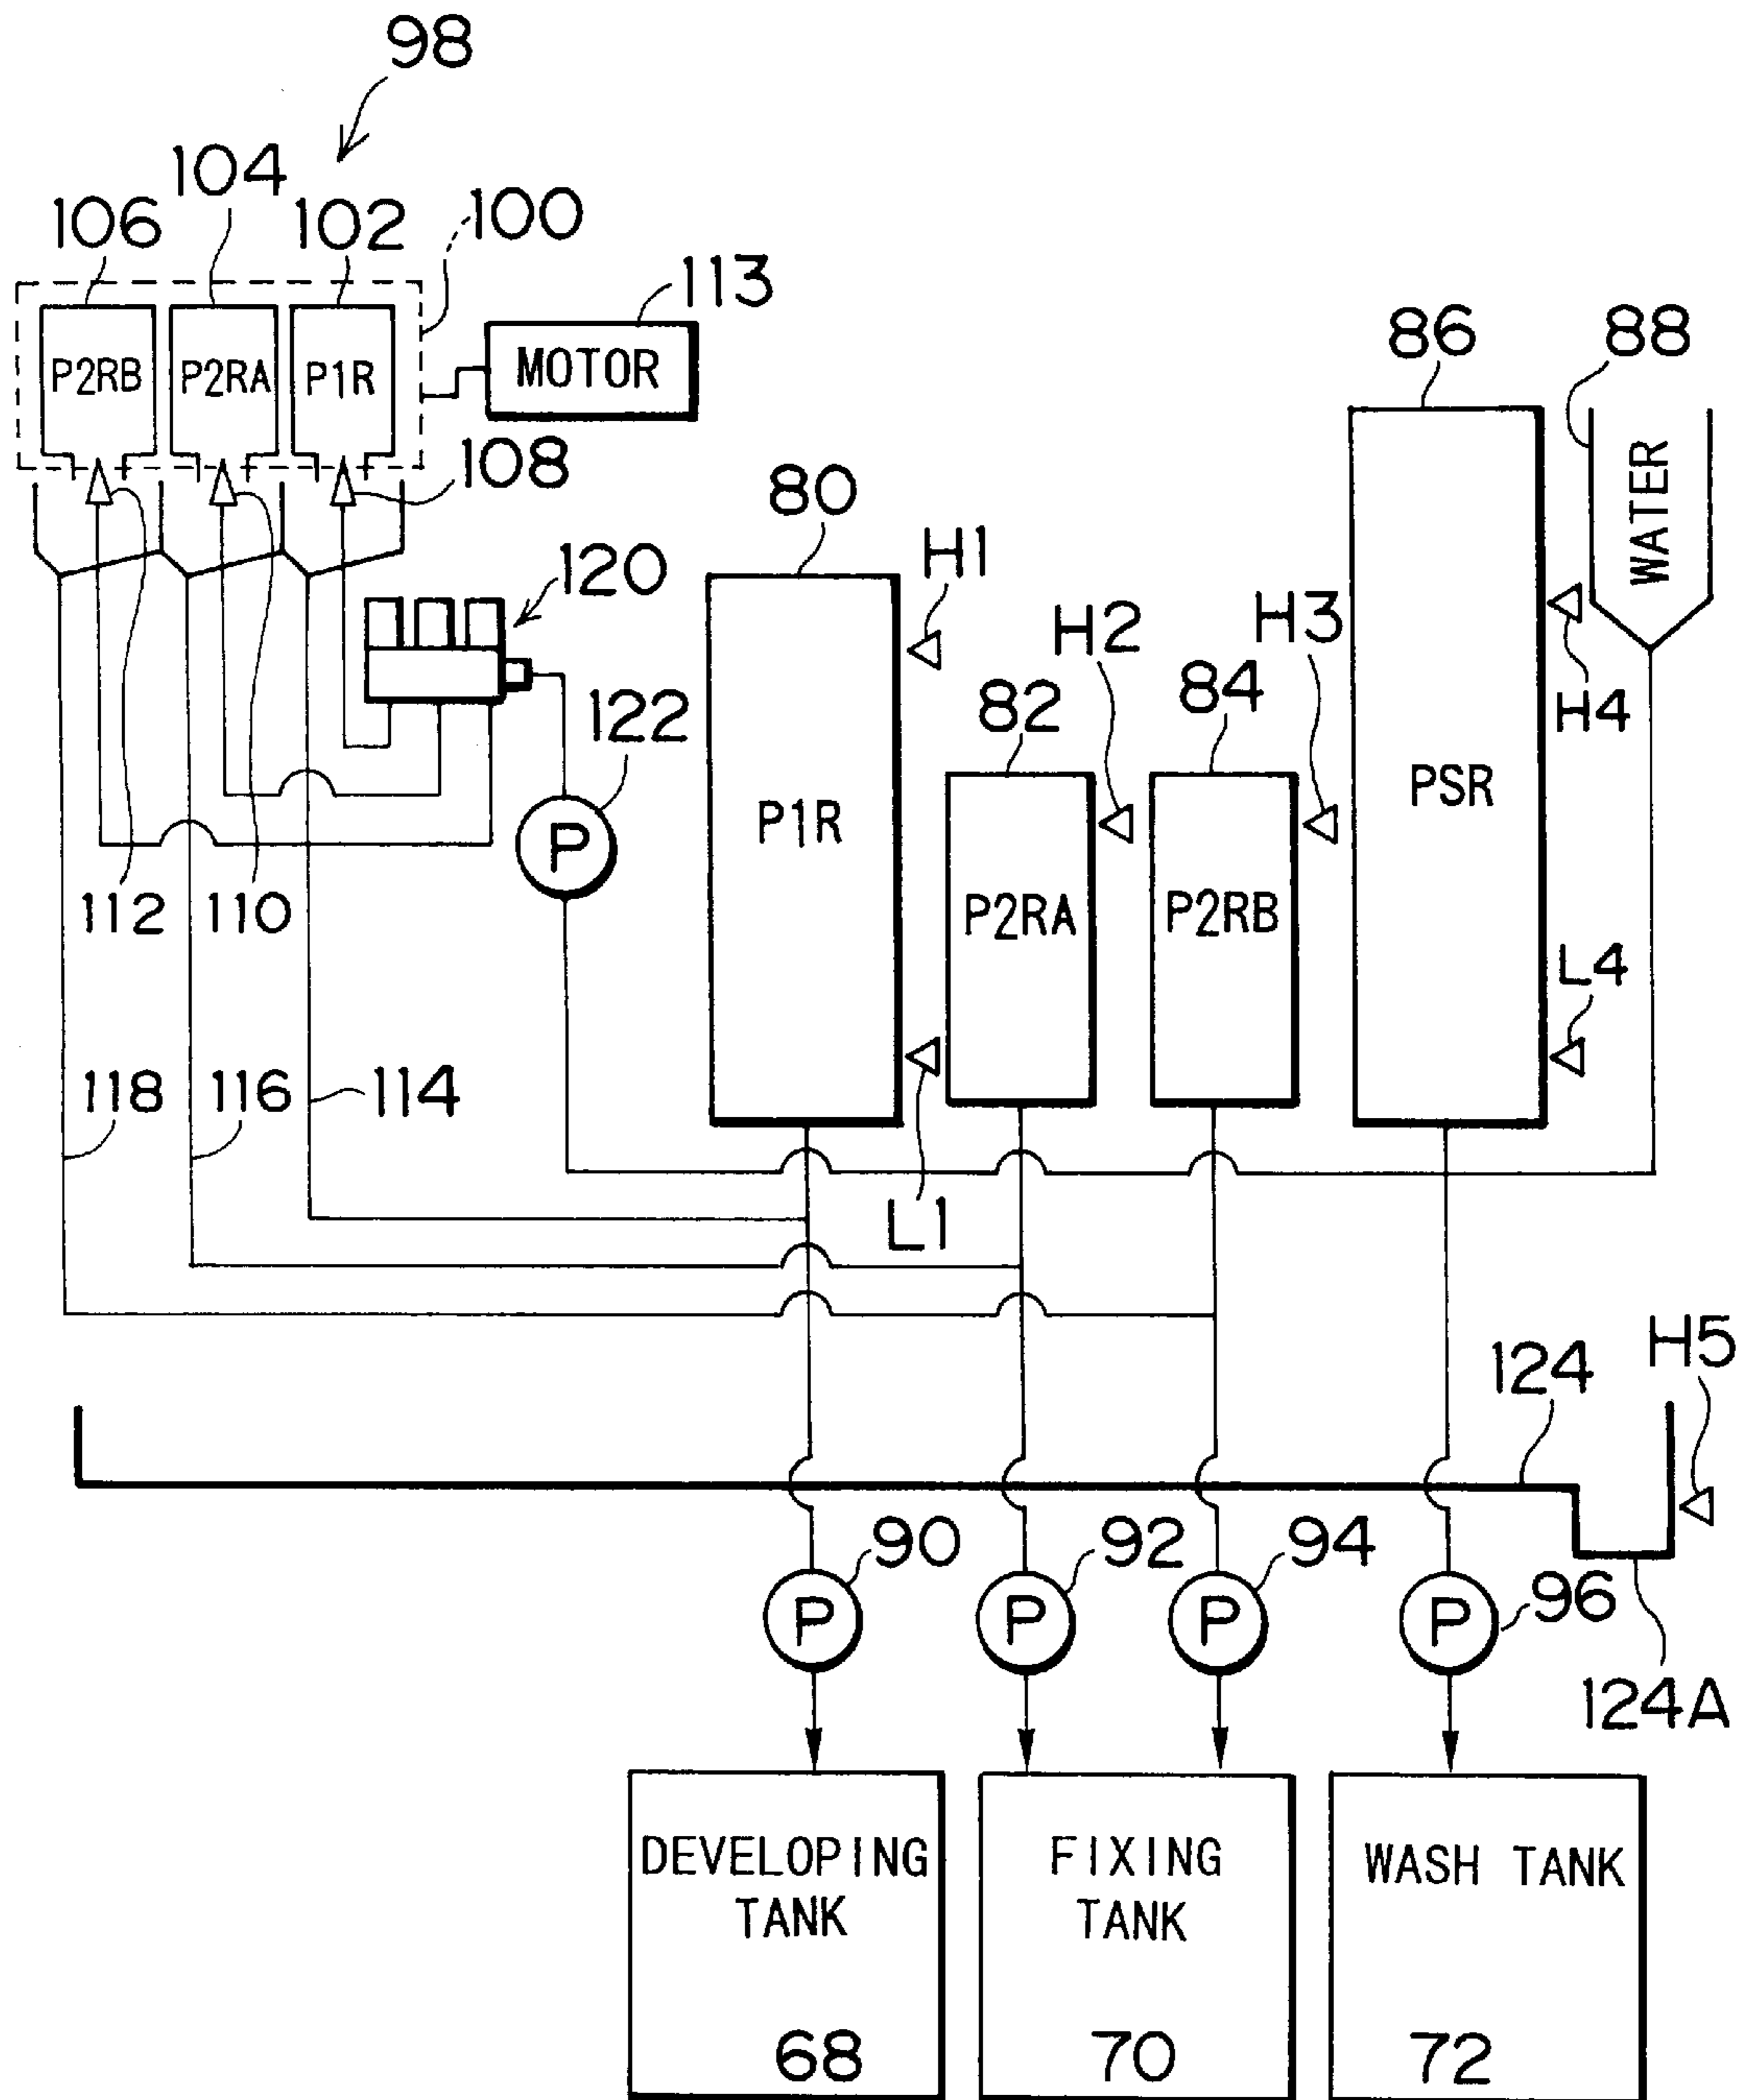 98
104
106
102
100
113
86
88
P2RB
P2RA
P1R
MOTOR
108
WATER
80
H1
120
H2
H3
82
84
H4
122
P1R
PSR
P
P2RA
P2RB
112
110
L4
118
116
114
L1
H5
124
90
92
94
96
P
P
P
P
124A
DEVELOPING
TANK
FIXING
TANK
WASH TANK
68
70
72